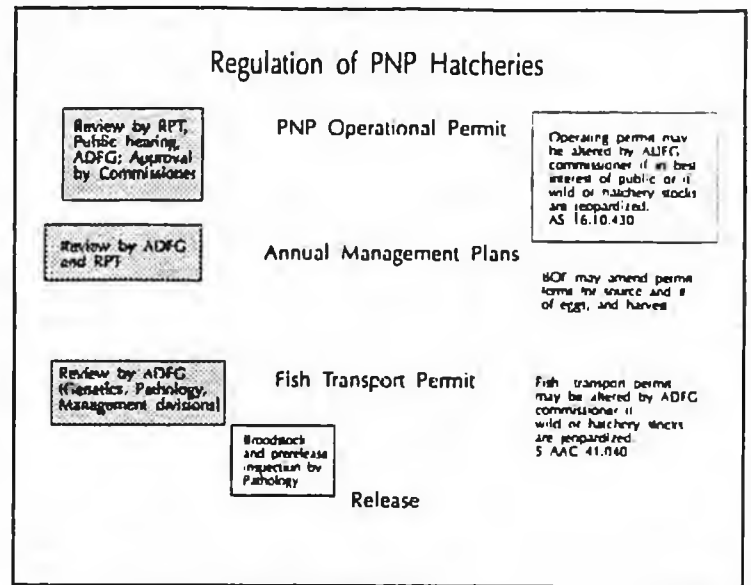 Regulation of PNP Hatcheries
Review by RPT,
Public hearing,
ADFG; Approval
by Commissioner
PNP Operational Permit
Operating permit may
be altered by ADFG
commissioner if in best
interest of public or if
wild or hatchery stocks
are jeopardized.
AS 16.10.430
Review by ADFG
and RPT
Annual Management Plans
BOF may amend permit
for source and #
of eggs, and harvest
Review by ADFG
(Genetics, Pathology,
Management divisions)
Fish Transport Permit
Fish transport permit
may be altered by ADFG
commissioner if
wild or hatchery stocks
are jeopardized.
5 AAC 41.040
Broodstock
and prerelease
inspection by
Pathology
Release